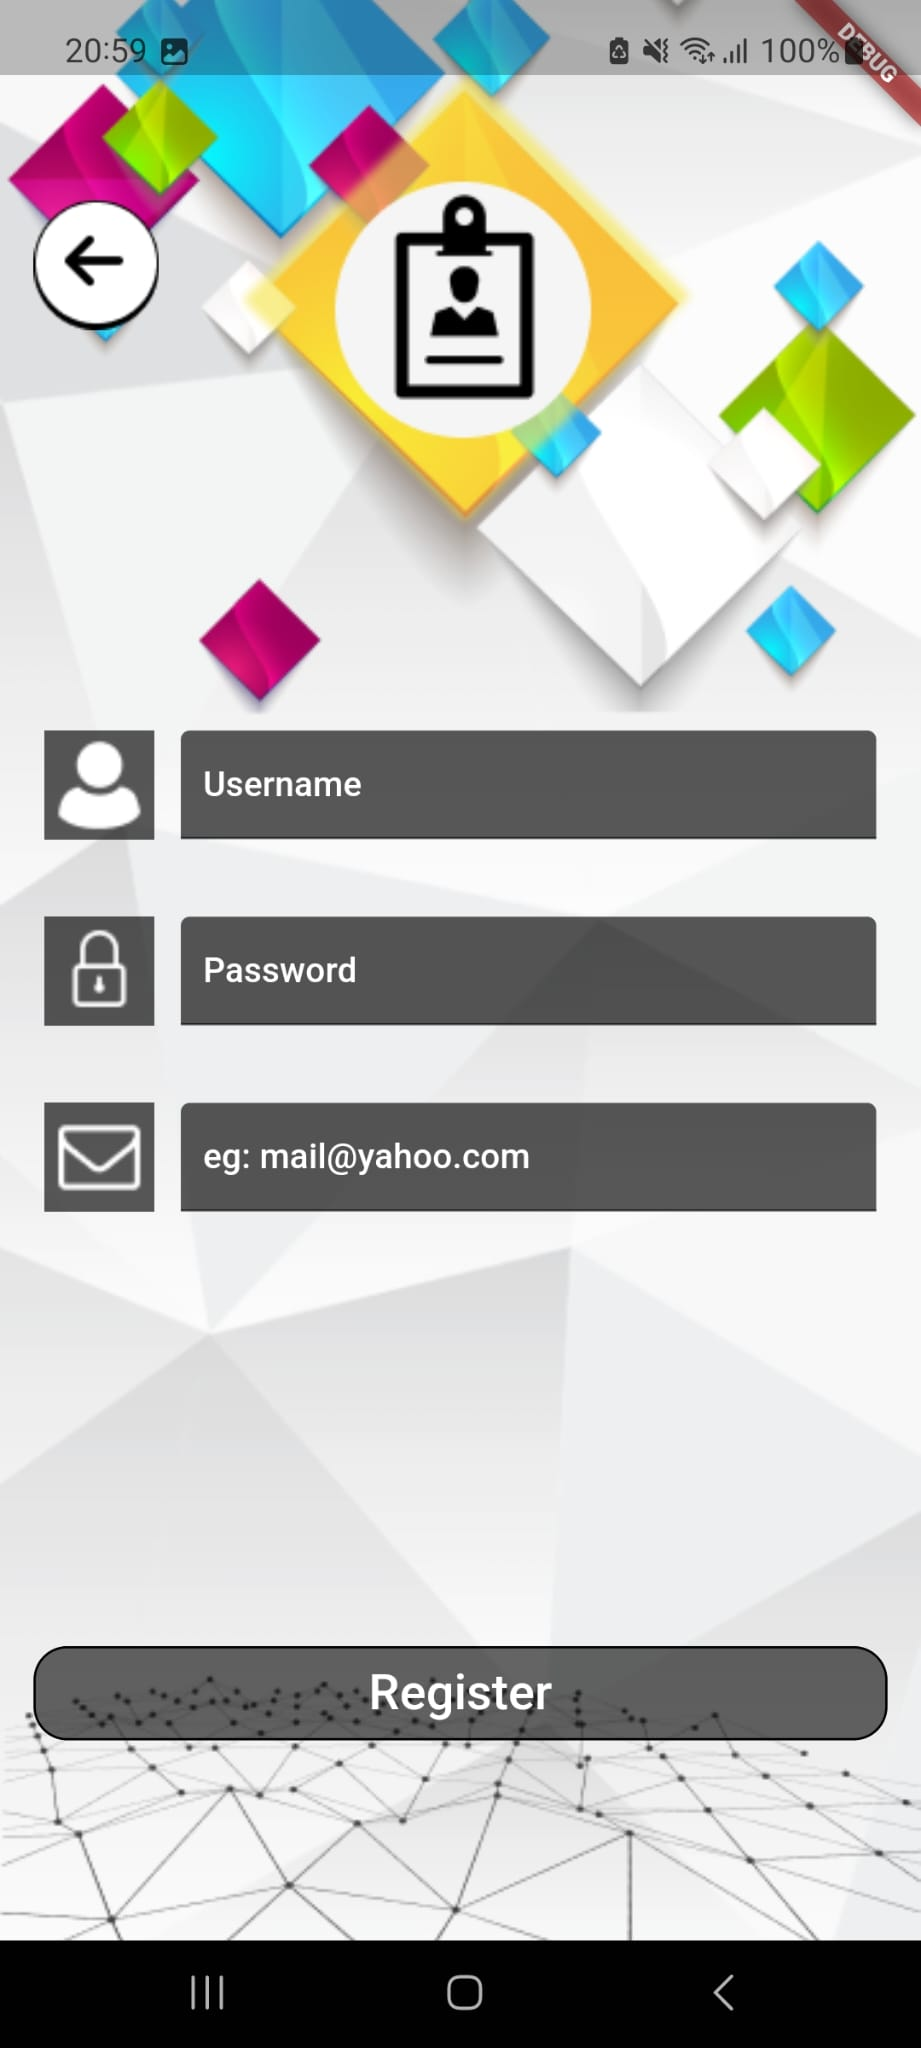 20:59
100%
DEBUG
Username
Password
eg: mail@yahoo.com
Register